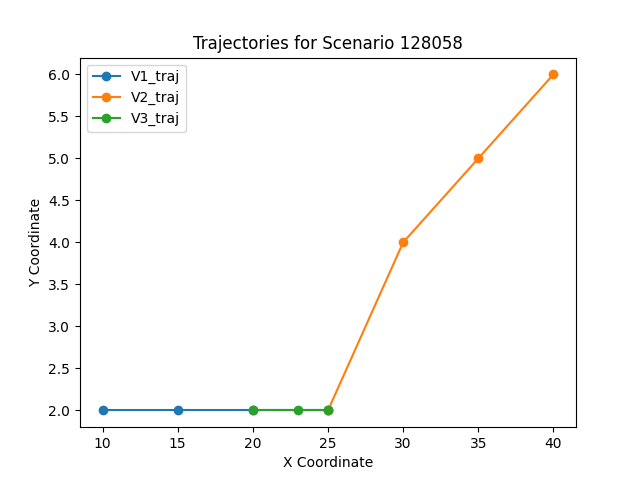 Trajectories for Scenario 128058
V1_traj
V2_traj
V3_traj
Y Coordinate
6.0
5.5
5.0
4.5
4.0
3.5
3.0
2.5
2.0
10 15 20 25 30 35 40
X Coordinate